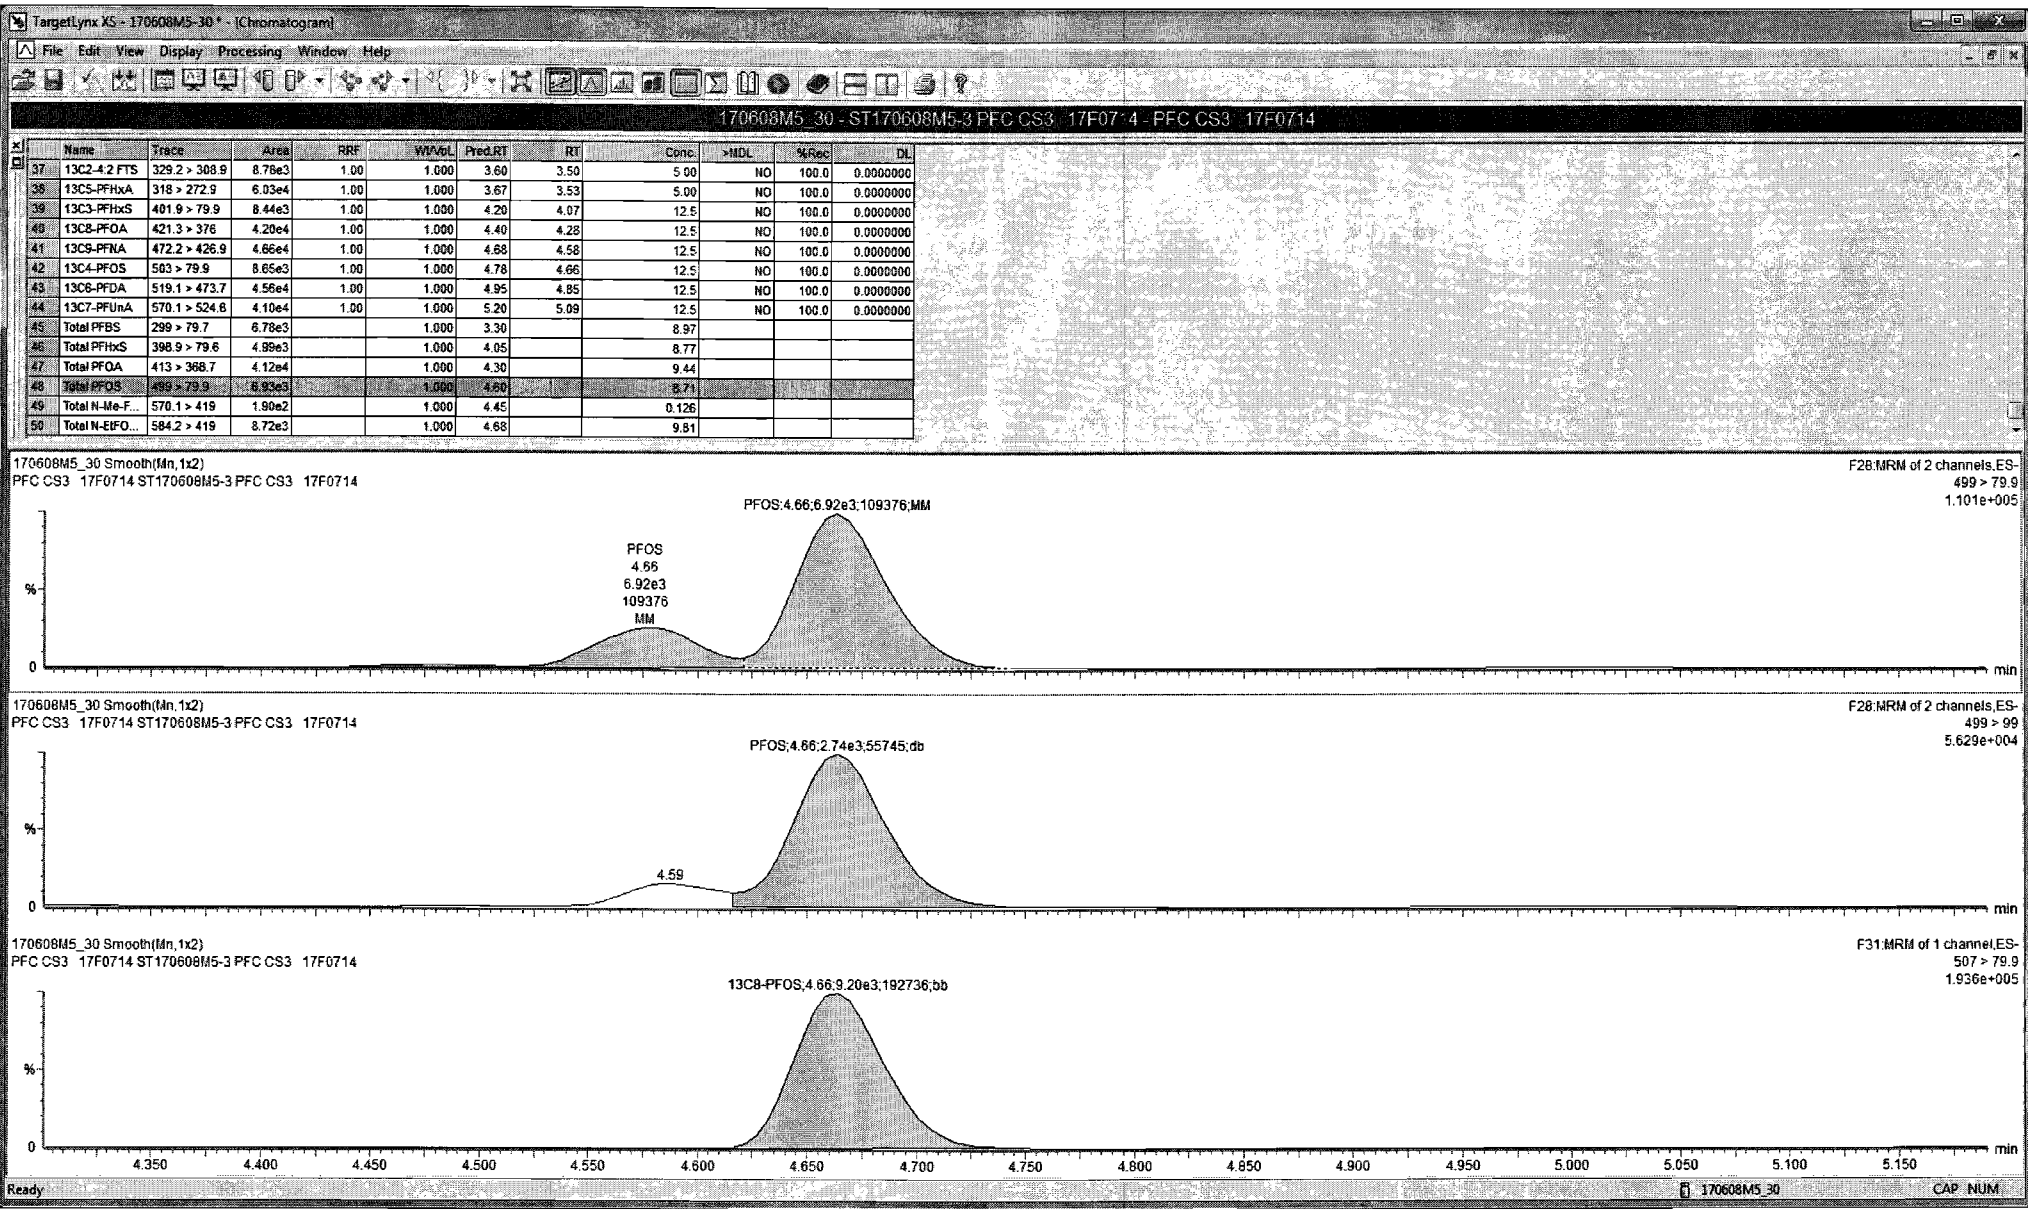 TargetLynx XS - 170608M5-30 * - [Chromatogram]
File Edit View Display Processing Window Help
170608M5_30 - ST170608M5-3 PFC CS3 17F0714 - PFC CS3 17F0714
Name Trace Area RRF Wt/Vol. Pred.RT RT Conc. >MDL %Rec DL
37 13C2-4:2 FTS 329.2 > 308.9 8.78e3 1.00 1.000 3.60 3.50 5.00 NO 100.0 0.0000000
38 13C5-PFHxA 318 > 272.9 6.03e4 1.00 1.000 3.67 3.53 5.00 NO 100.0 0.0000000
39 13C3-PFHxS 401.9 > 79.9 8.44e3 1.00 1.000 4.20 4.07 12.5 NO 100.0 0.0000000
40 13C8-PFOA 421.3 > 376 4.20e4 1.00 1.000 4.40 4.28 12.5 NO 100.0 0.0000000
41 13C9-PFNA 472.2 > 426.9 4.66e4 1.00 1.000 4.68 4.58 12.5 NO 100.0 0.0000000
42 13C4-PFOS 503 > 79.9 8.65e3 1.00 1.000 4.78 4.66 12.5 NO 100.0 0.0000000
43 13C6-PFDA 519.1 > 473.7 4.56e4 1.00 1.000 4.95 4.85 12.5 NO 100.0 0.0000000
44 13C7-PFUnA 570.1 > 524.6 4.10e4 1.00 1.000 5.20 5.09 12.5 NO 100.0 0.0000000
45 Total PFBS 299 > 79.7 6.78e3 1.000 3.30 8.97
46 Total PFHxS 398.9 > 79.6 4.99e3 1.000 4.05 8.77
47 Total PFOA 413 > 368.7 4.12e4 1.000 4.30 9.44
48 Total PFOS 499 > 79.9 6.93e3 1.000 4.60 8.71
49 Total N-Me-F... 570.1 > 419 1.90e2 1.000 4.45 0.126
50 Total N-EtFO... 584.2 > 419 8.72e3 1.000 4.68 9.81
170608M5_30 Smooth(Mn,1x2)
PFC CS3 17F0714 ST170608M5-3 PFC CS3 17F0714
F28:MRM of 2 channels,ES-
499 > 79.9
1.101e+005
PFOS;4.66;6.92e3;109376;MM
PFOS
4.66
6.92e3
109376
MM
%
0
min
170608M5_30 Smooth(Mn,1x2)
PFC CS3 17F0714 ST170608M5-3 PFC CS3 17F0714
F28:MRM of 2 channels,ES-
499 > 99
5.629e+004
PFOS;4.66;2.74e3;55745;db
4.59
%
0
min
170608M5_30 Smooth(Mn,1x2)
PFC CS3 17F0714 ST170608M5-3 PFC CS3 17F0714
F31:MRM of 1 channel,ES-
507 > 79.9
1.936e+005
13C8-PFOS;4.66;9.20e3;192736;bb
%
0
min
4.350 4.400 4.450 4.500 4.550 4.600 4.650 4.700 4.750 4.800 4.850 4.900 4.950 5.000 5.050 5.100 5.150
Ready
170608M5_30 CAP NUM